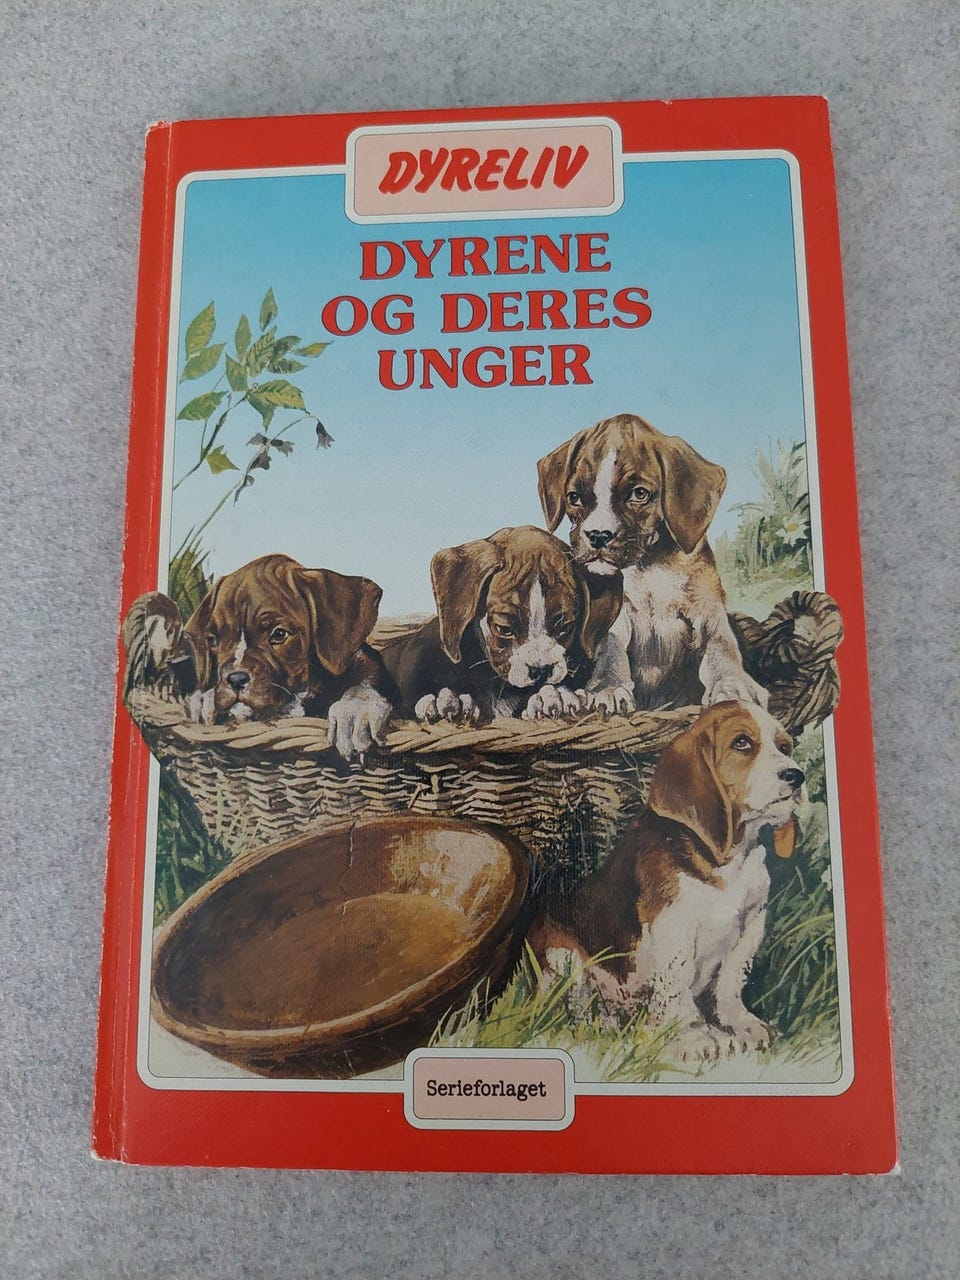 DYRELIV
DYRENE
OG DERES
UNGER
Serieforlaget